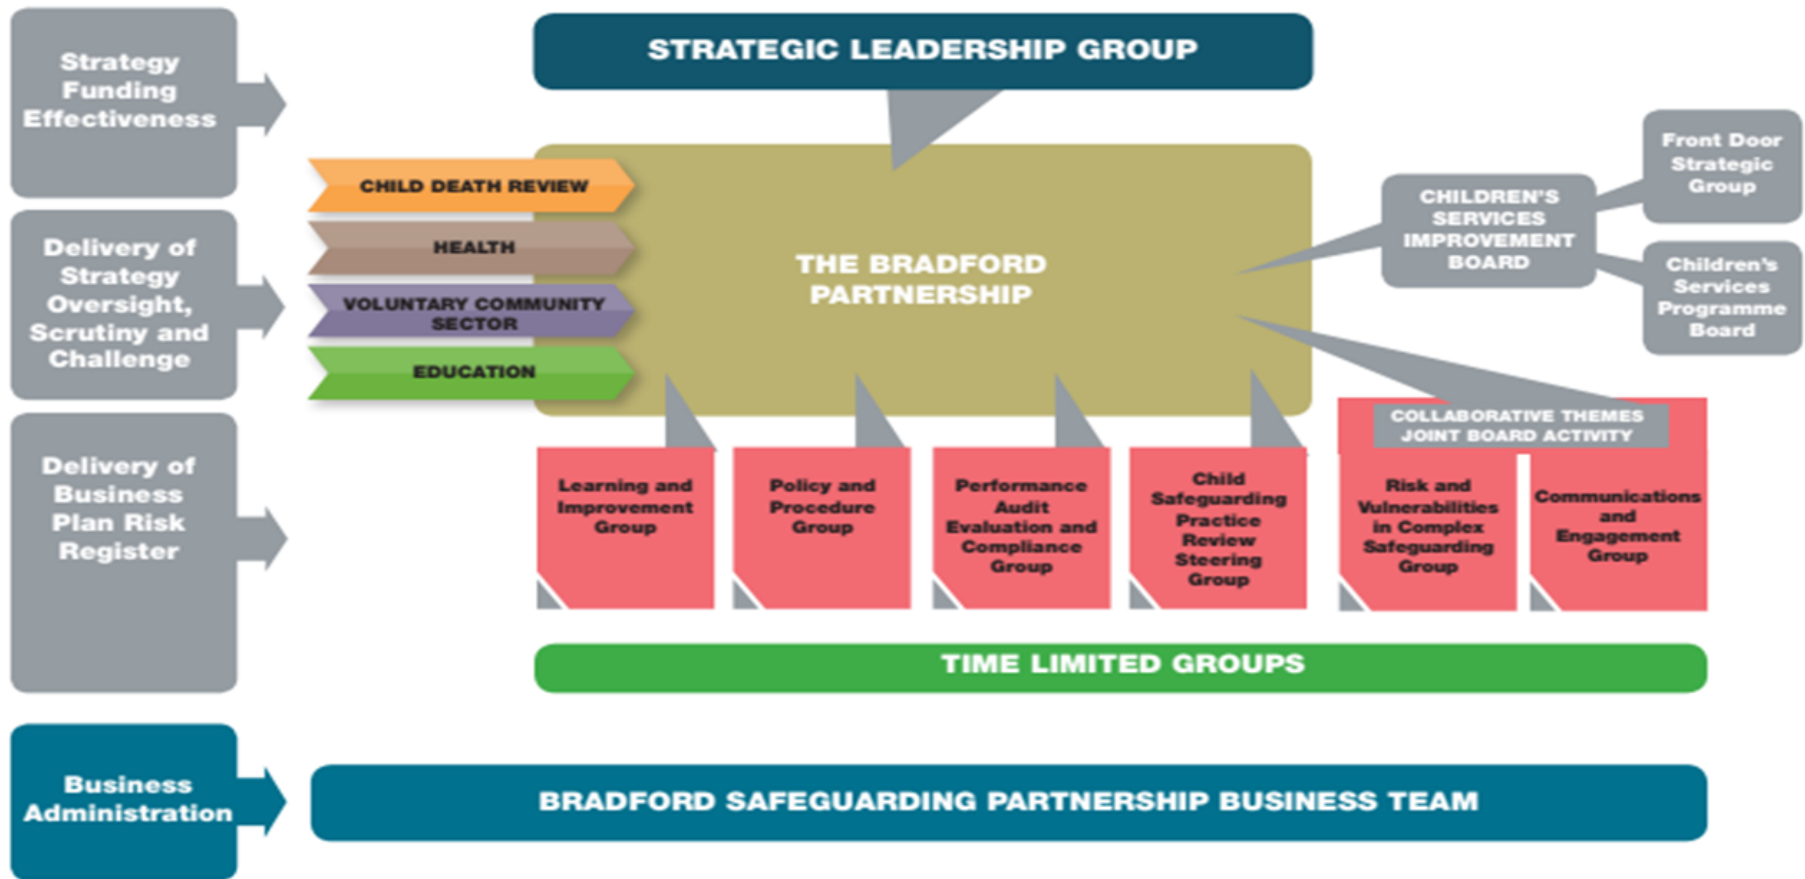 Strategy
Funding
Effectiveness
STRATEGIC LEADERSHIP GROUP
Delivery of
Strategy
Oversight,
Scrutiny and
Challenge
CHILD DEATH REVIEW
HEALTH
VOLUNTARY COMMUNITY
SECTOR
EDUCATION
THE BRADFORD
PARTNERSHIP
CHILDREN'S
SERVICES
IMPROVEMENT
BOARD
Front Door
Strategic
Group
Children's
Services
Programme
Board
Delivery of
Business
Plan Risk
Register
Learning and
Improvement
Group
Policy and
Procedure
Group
Performance
Audit
Evaluation and
Compliance
Group
Child
Safeguarding
Practice
Review
Steering
Group
COLLABORATIVE THEMES
JOINT BOARD ACTIVITY
Risk and
Vulnerabilities
in Complex
Safeguarding
Group
Communications
and
Engagement
Group
TIME LIMITED GROUPS
Business
Administration
BRADFORD SAFEGUARDING PARTNERSHIP BUSINESS TEAM